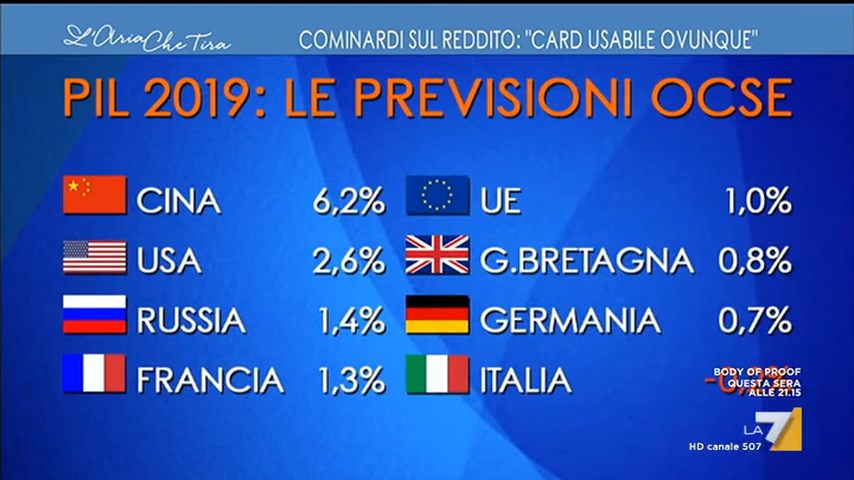 L'Aria Che Tira
COMINARDI SUL REDDITO: "CARD USABILE OVUNQUE"
PIL 2019: LE PREVISIONI OCSE
CINA 6,2%
USA 2,6%
RUSSIA 1,4%
FRANCIA 1,3%
UE 1,0%
G.BRETAGNA 0,8%
GERMANIA 0,7%
ITALIA
BODY OF PROOF
QUESTA SERA
ALLE 21.15
LA7
HD canale 507